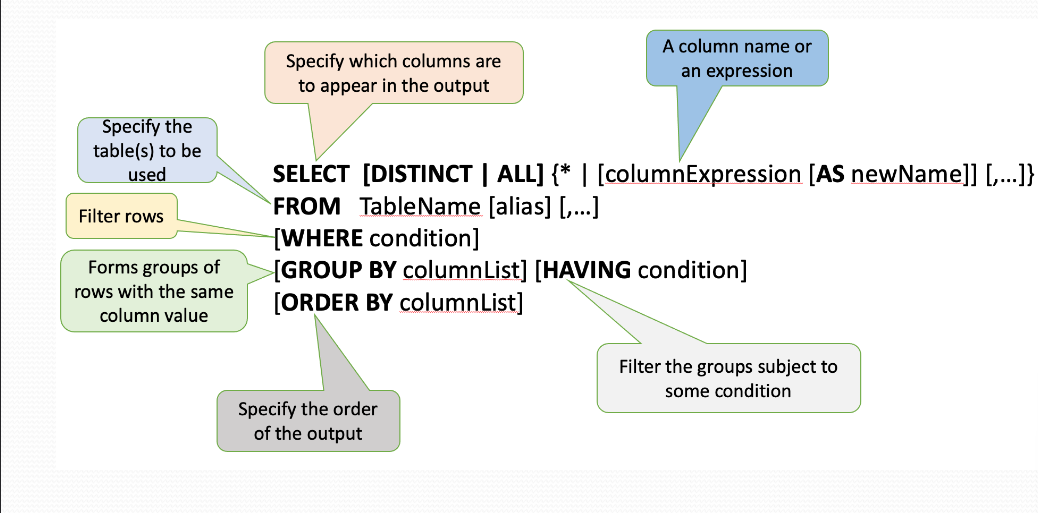 Specify which columns are
to appear in the output
A column name or
an expression
Specify the
table(s) to be
used
SELECT [DISTINCT | ALL] {* | [columnExpression [AS newName]] [,...]}
FROM TableName [alias] [,...]
Filter rows
[WHERE condition]
Forms groups of
rows with the same
column value
[GROUP BY columnList] [HAVING condition]
[ORDER BY columnList]
Filter the groups subject to
some condition
Specify the order
of the output